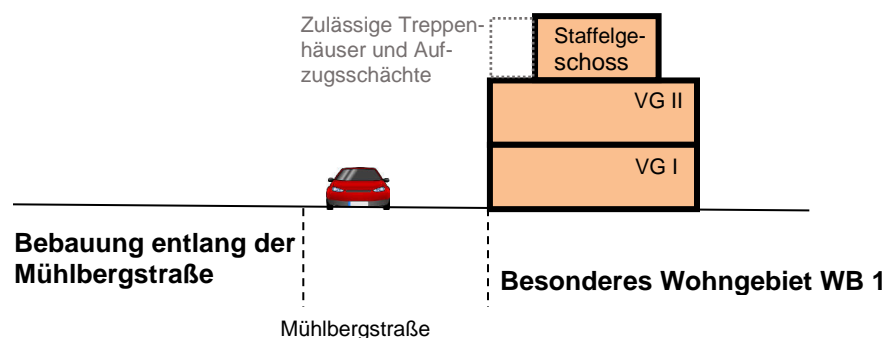 Zulässige Treppen-
häuser und Auf-
zugsschächte
Staffelge-
schoss
VG II
VG I
Bebauung entlang der
Mühlbergstraße
Besonderes Wohngebiet WB 1
Mühlbergstraße